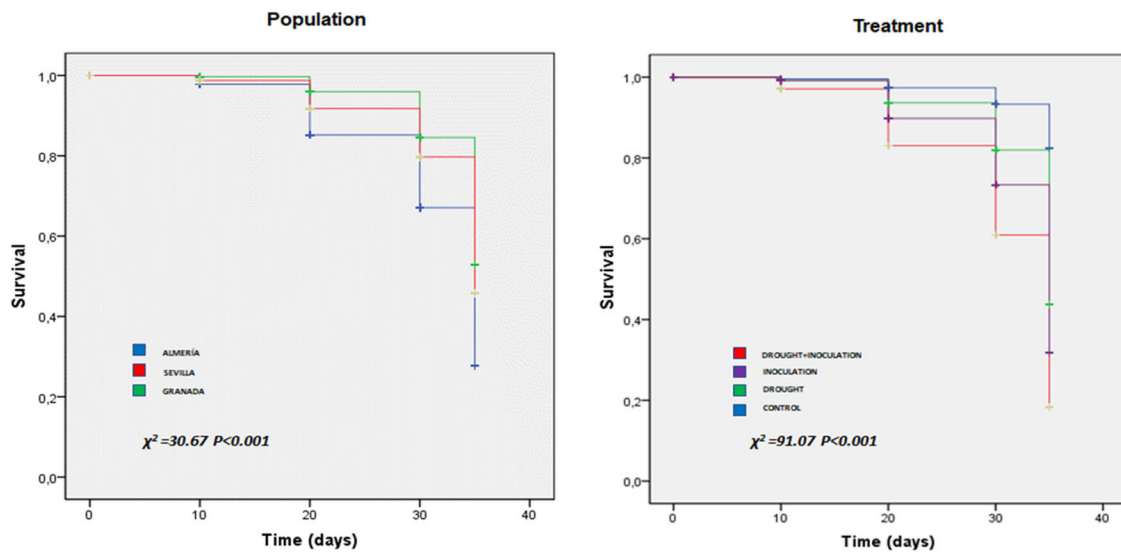 Population
1,0
0,8
0,6
0,4
0,2
0,0
Survival
ALMERÍA
SEVILLA
GRANADA
χ² =30.67 P<0.001
0 10 20 30 40
Time (days)
Treatment
1,0
0,8
0,6
0,4
0,2
0,0
Survival
DROUGHT+INOCULATION
INOCULATION
DROUGHT
CONTROL
χ² =91.07 P<0.001
0 10 20 30 40
Time (days)